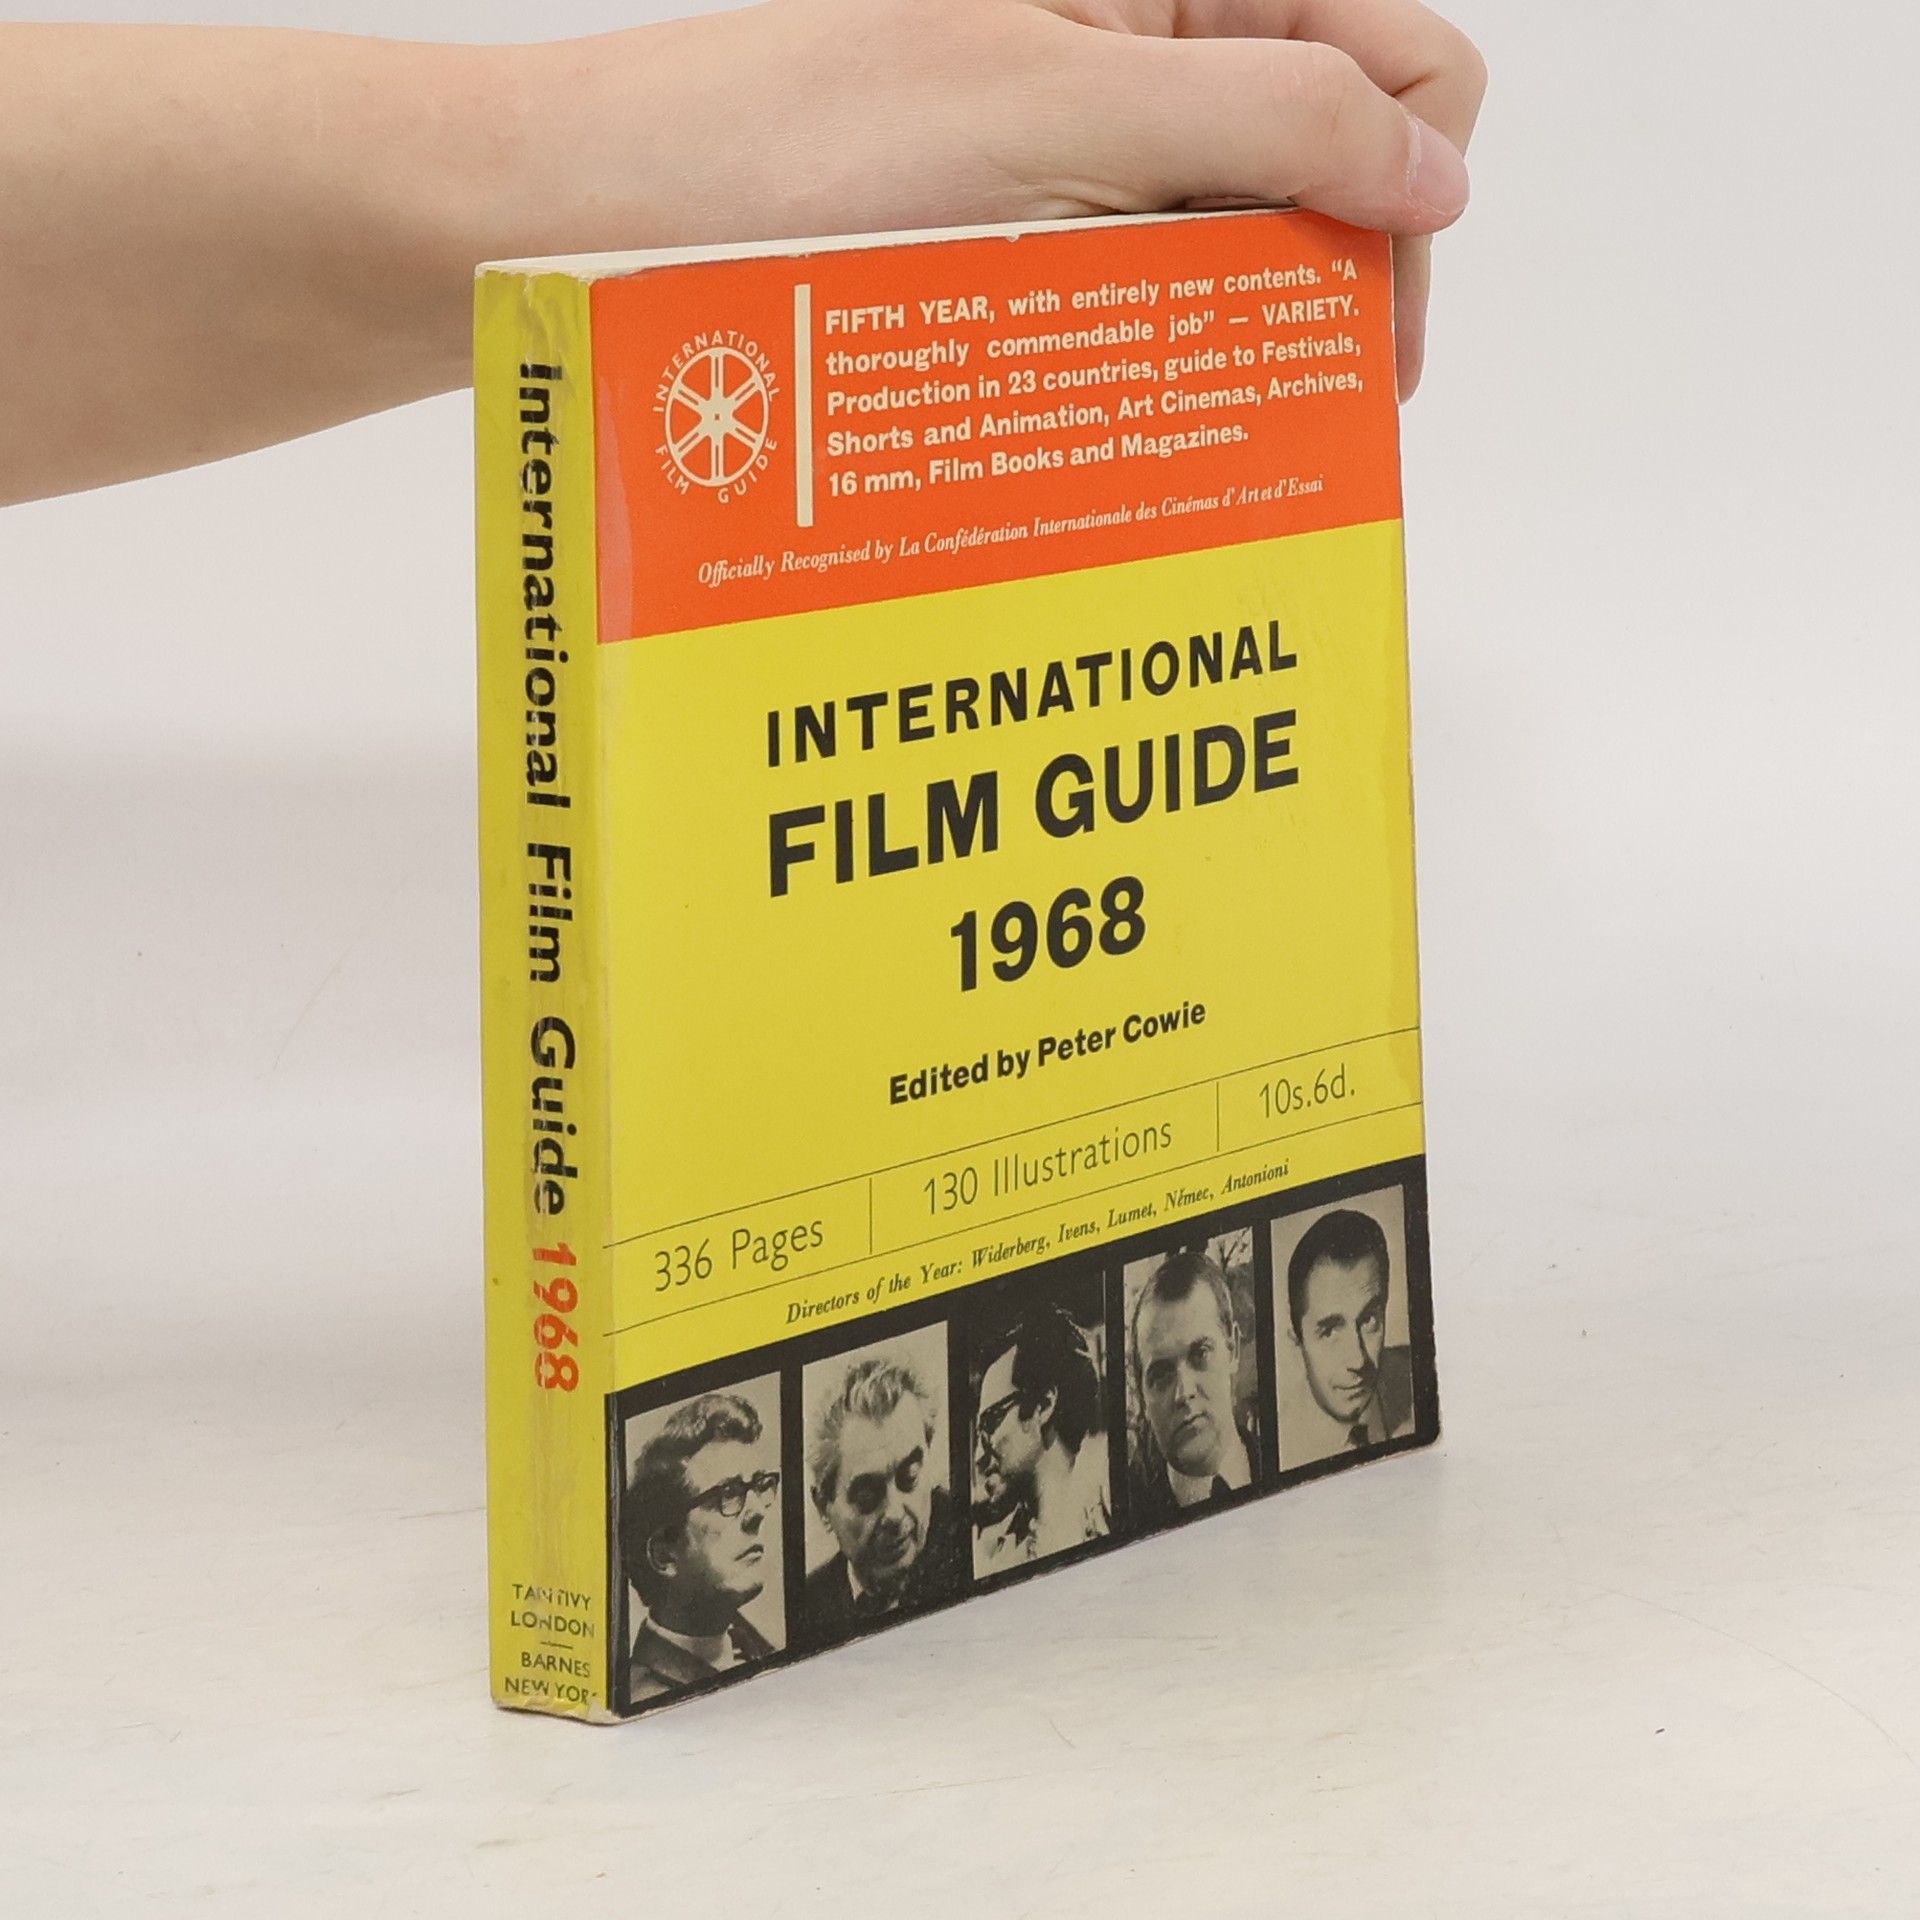 International Film Guide 1968
TANTIVY
LONDON
BARNES
NEW YORK
INTERNATIONAL
FILM GUIDE
FIFTH YEAR, with entirely new contents. “A
thoroughly commendable job” – VARIETY.
Production in 23 countries, guide to Festivals,
Shorts and Animation, Art Cinemas, Archives,
16 mm, Film Books and Magazines.
Officially Recognised by La Confédération Internationale des Cinémas d'Art et d'Essai
INTERNATIONAL
FILM GUIDE
1968
Edited by Peter Cowie
336 Pages 130 Illustrations 10s.6d.
Directors of the Year: Widerberg, Ivens, Lumet, Němec, Antonioni